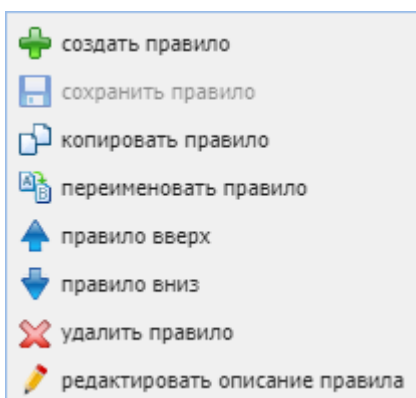 создать правило
сохранить правило
копировать правило
переименовать правило
правило вверх
правило вниз
удалить правило
редактировать описание правила